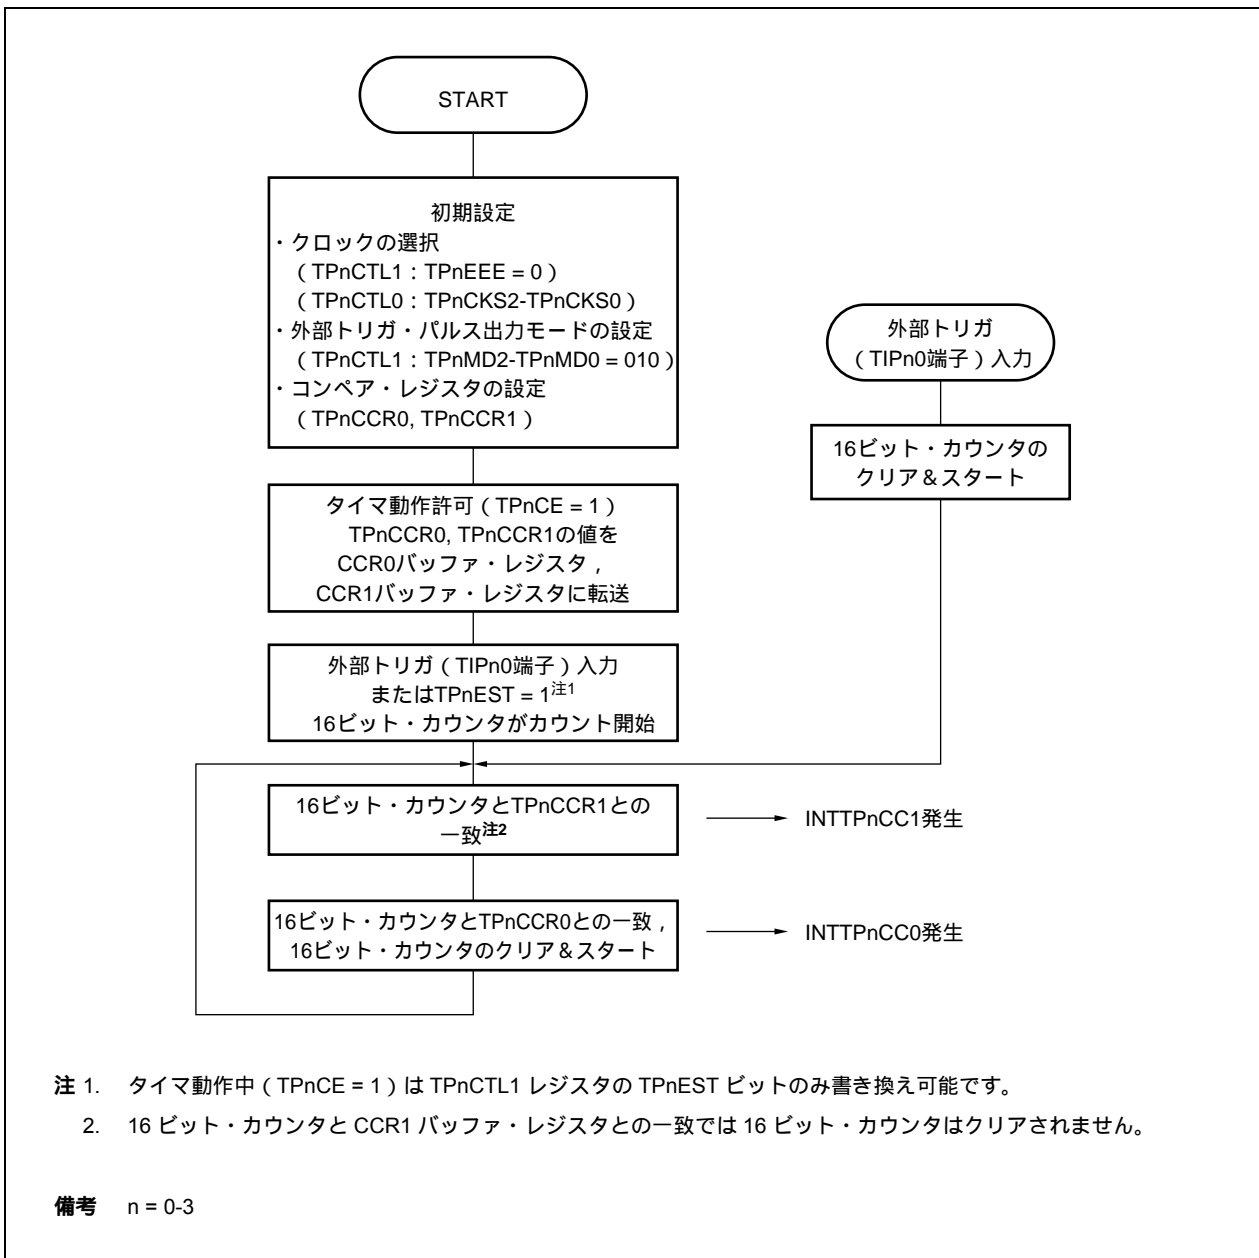 START
初期設定
・クロックの選択
(TPnCTL1：TPnEEE = 0)
(TPnCTL0：TPnCKS2-TPnCKS0)
・外部トリガ・パルス出力モードの設定
(TPnCTL1：TPnMD2-TPnMD0 = 010)
・コンペア・レジスタの設定
(TPnCCR0, TPnCCR1)
タイマ動作許可(TPnCE = 1)
TPnCCR0, TPnCCR1の値を
CCR0バッファ・レジスタ，
CCR1バッファ・レジスタに転送
外部トリガ(TIPn0端子)入力
またはTPnEST = 1注1
16ビット・カウンタがカウント開始
外部トリガ
(TIPn0端子)入力
16ビット・カウンタの
クリア＆スタート
16ビット・カウンタとTPnCCR1との
一致注2
INTTPnCC1発生
16ビット・カウンタとTPnCCR0との一致，
16ビット・カウンタのクリア＆スタート
INTTPnCC0発生
注 1. タイマ動作中(TPnCE = 1)は TPnCTL1 レジスタの TPnEST ビットのみ書き換え可能です。
2. 16 ビット・カウンタと CCR1 バッファ・レジスタとの一致では 16 ビット・カウンタはクリアされません。
備考 n = 0-3